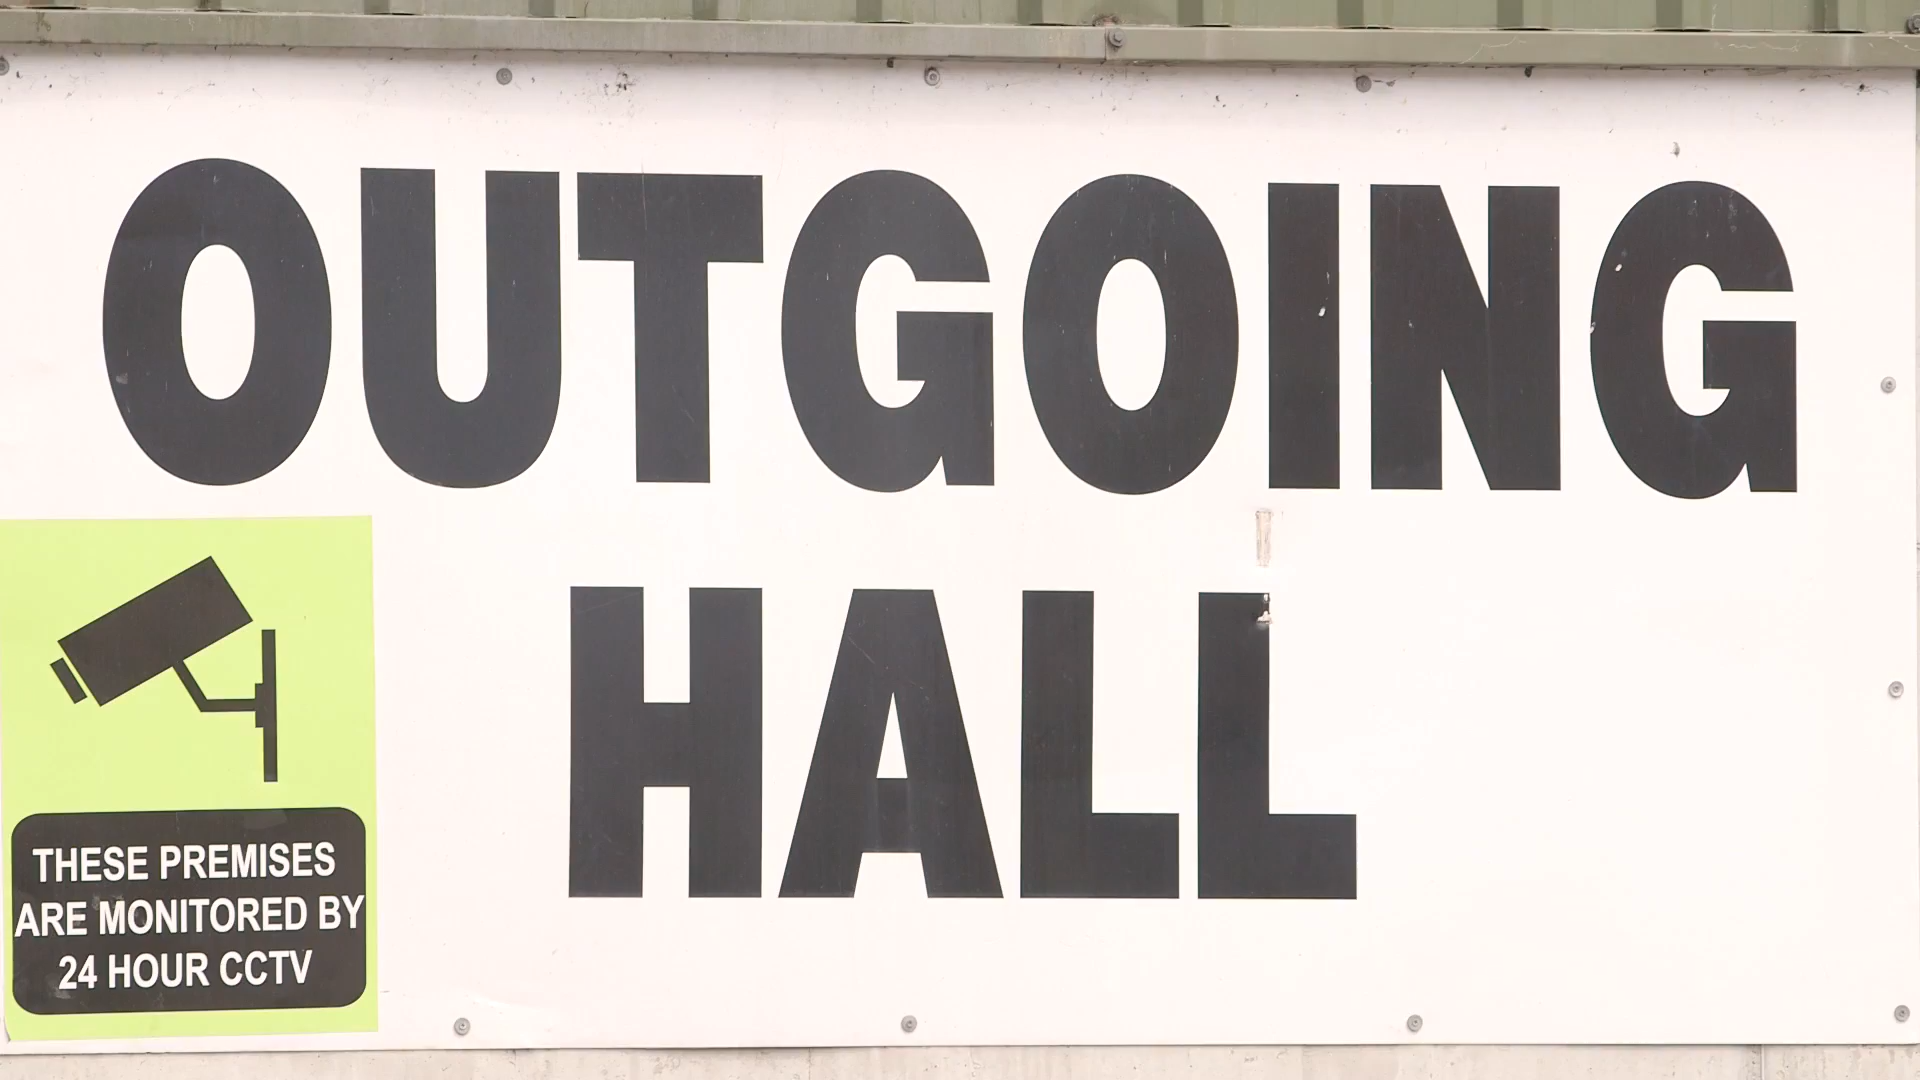 OUTGOING
HALL
THESE PREMISES
ARE MONITORED BY
24 HOUR CCTV